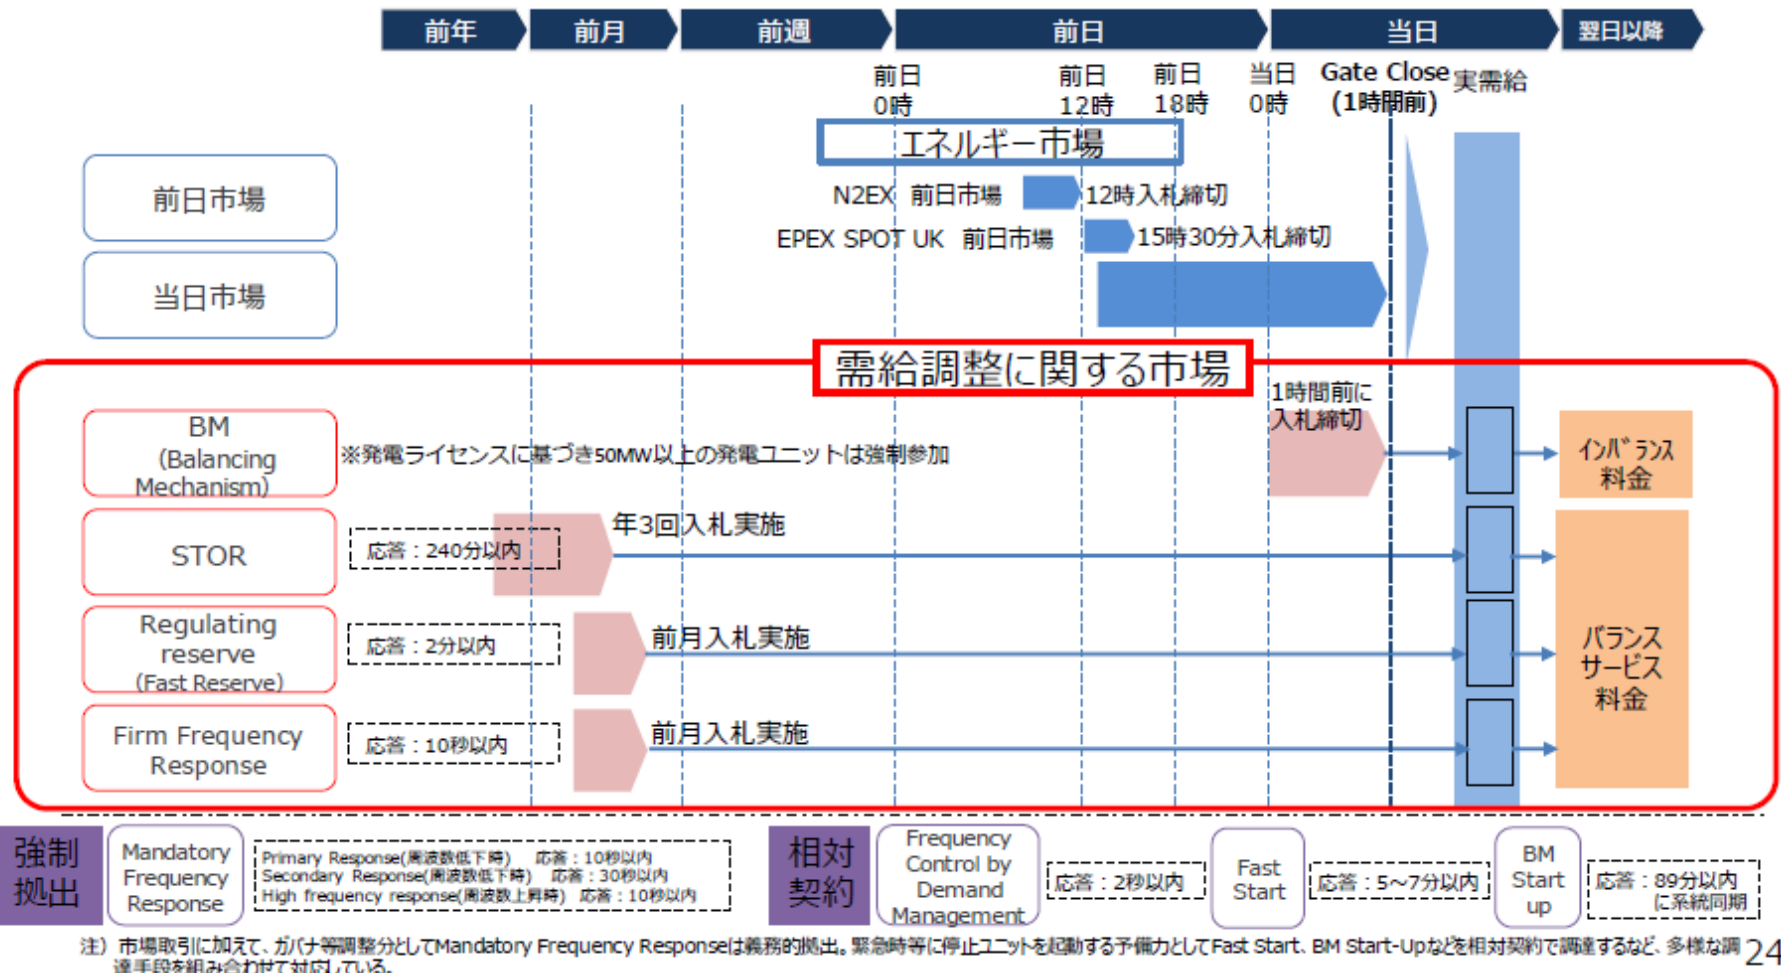 前年
前月
前週
前日
当日
翌日以降
前日
0時
前日
12時
前日
18時
当日
0時
Gate Close
(1時間前)
実需給
エネルギー市場
前日市場
N2EX 前日市場
12時入札締切
EPEX SPOT UK 前日市場
15時30分入札締切
当日市場
需給調整に関する市場
1時間前に
入札締切
BM
(Balancing
Mechanism)
※発電ライセンスに基づき50MW以上の発電ユニットは強制参加
インバランス
料金
STOR
応答：240分以内
年3回入札実施
Regulating
reserve
(Fast Reserve)
応答：2分以内
前月入札実施
バランス
サービス
料金
Firm Frequency
Response
応答：10秒以内
前月入札実施
強制
拠出
Mandatory
Frequency
Response
Primary Response(周波数低下時) 応答：10秒以内
Secondary Response(周波数低下時) 応答：30秒以内
High frequency response(周波数上昇時) 応答：10秒以内
相対
契約
Frequency
Control by
Demand
Management
応答：2秒以内
Fast
Start
応答：5～7分以内
BM
Start
up
応答：89分以内
に系統同期
注）市場取引に加えて、ガバナ等調整分としてMandatory Frequency Responseは義務的拠出。緊急時等に停止ユニットを起動する予備力としてFast Start、BM Start-Upなどを相対契約で調達するなど、多様な調
達手段を組み合わせて対応している。
24